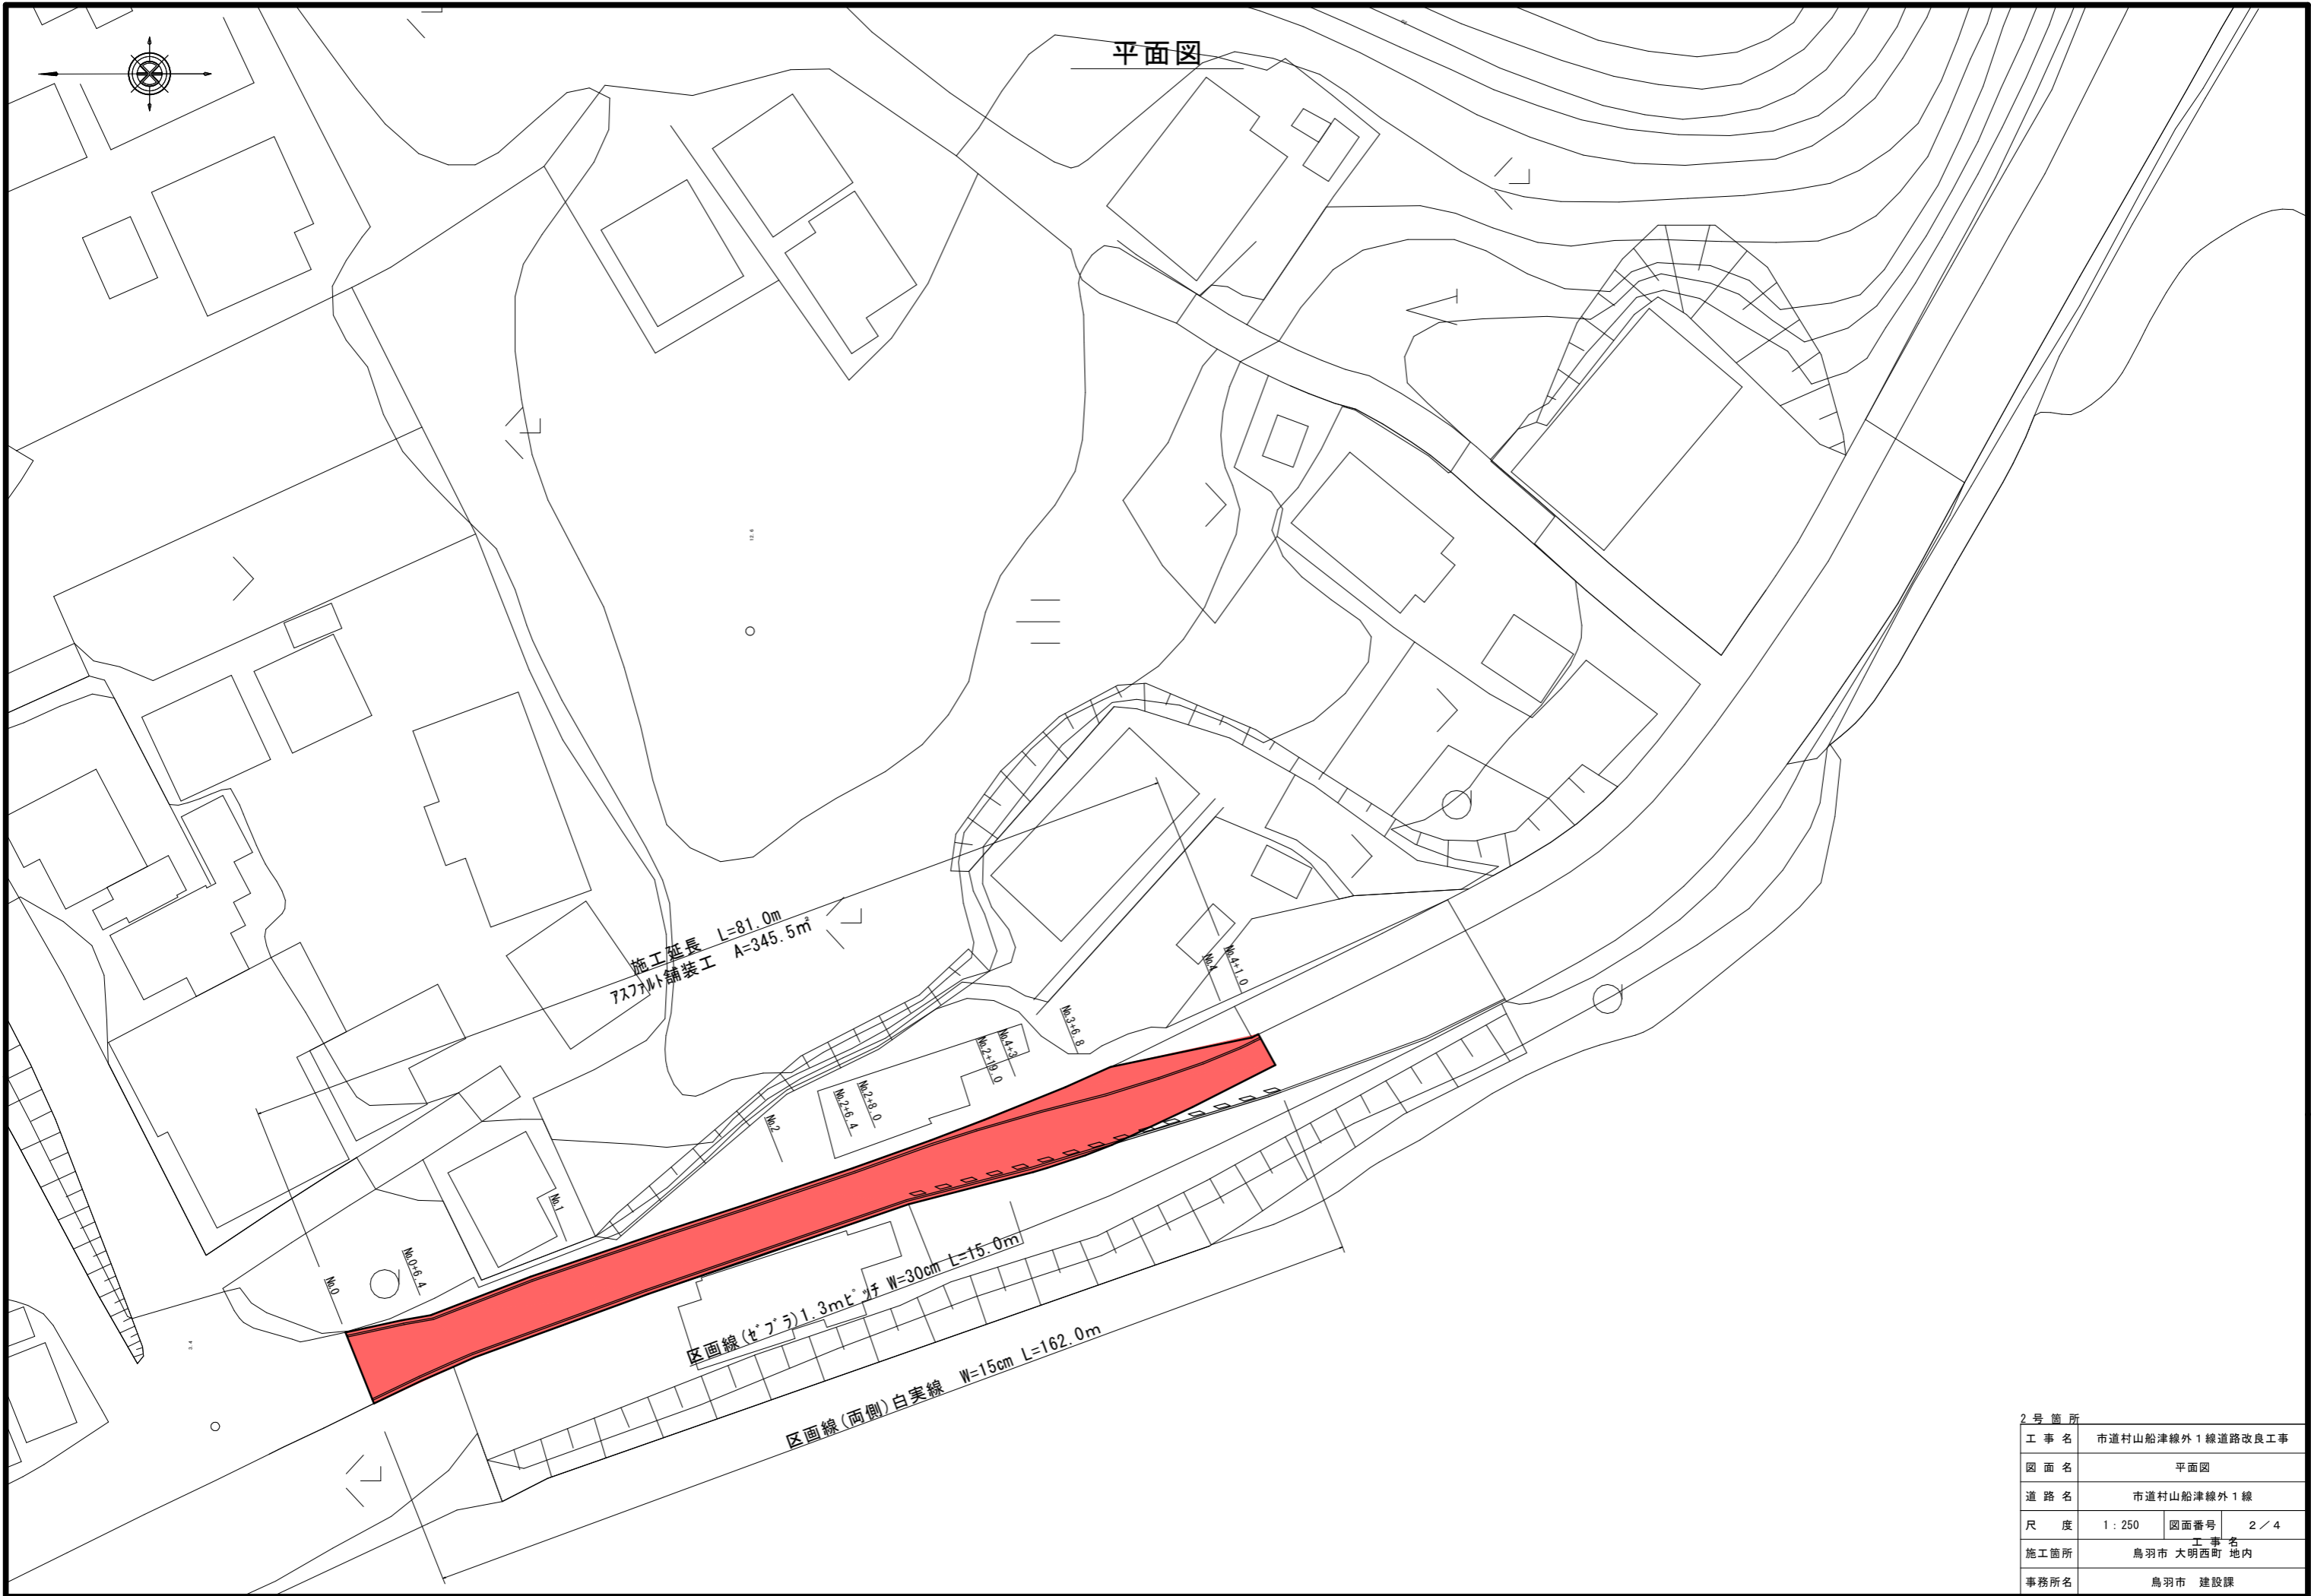 平面図
12.6
施工延長　L=81.0m
ｱｽﾌｧﾙﾄ舗装工　A=345.5㎡
No.4+1.0
No.4
No.3+6.8
No.4+3
No.2+19.0
No.2+8.0
No.2+6.4
No.2
No.1
No.0+6.4
No.0
3.4
区画線(ｾﾞﾌﾞﾗ)1.3mﾋﾟｯﾁ W=30cm L=15.0m
区画線(両側)白実線　W=15cm L=162.0m
2号箇所
工事名　市道村山船津線外１線道路改良工事
図面名　平面図
道路名　市道村山船津線外１線
尺　度　1：250　図面番号　２／４
工事名
施工箇所　鳥羽市 大明西町 地内
事務所名　鳥羽市　建設課